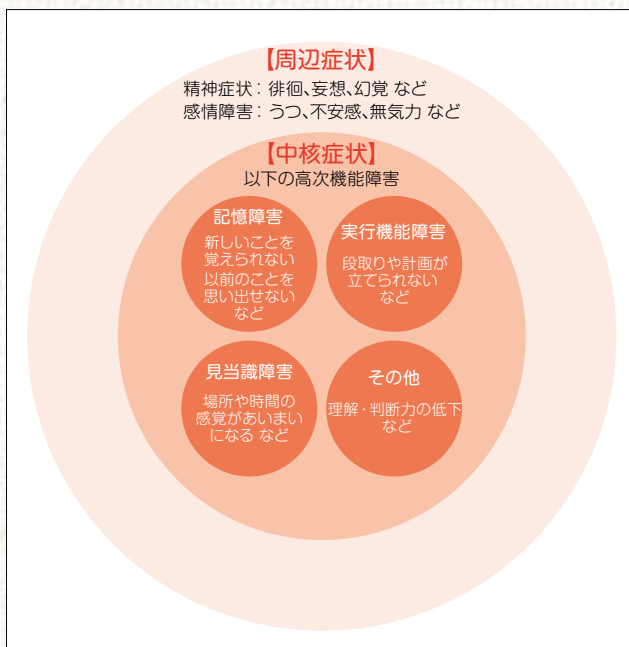 【周辺症状】
精神症状：徘徊、妄想、幻覚 など
感情障害：うつ、不安感、無気力 など
【中核症状】
以下の高次機能障害
記憶障害
新しいことを
覚えられない
以前のことを
思い出せない
など
実行機能障害
段取りや計画が
立てられない
など
見当識障害
場所や時間の
感覚があいまい
になる など
その他
理解・判断力の低下
など